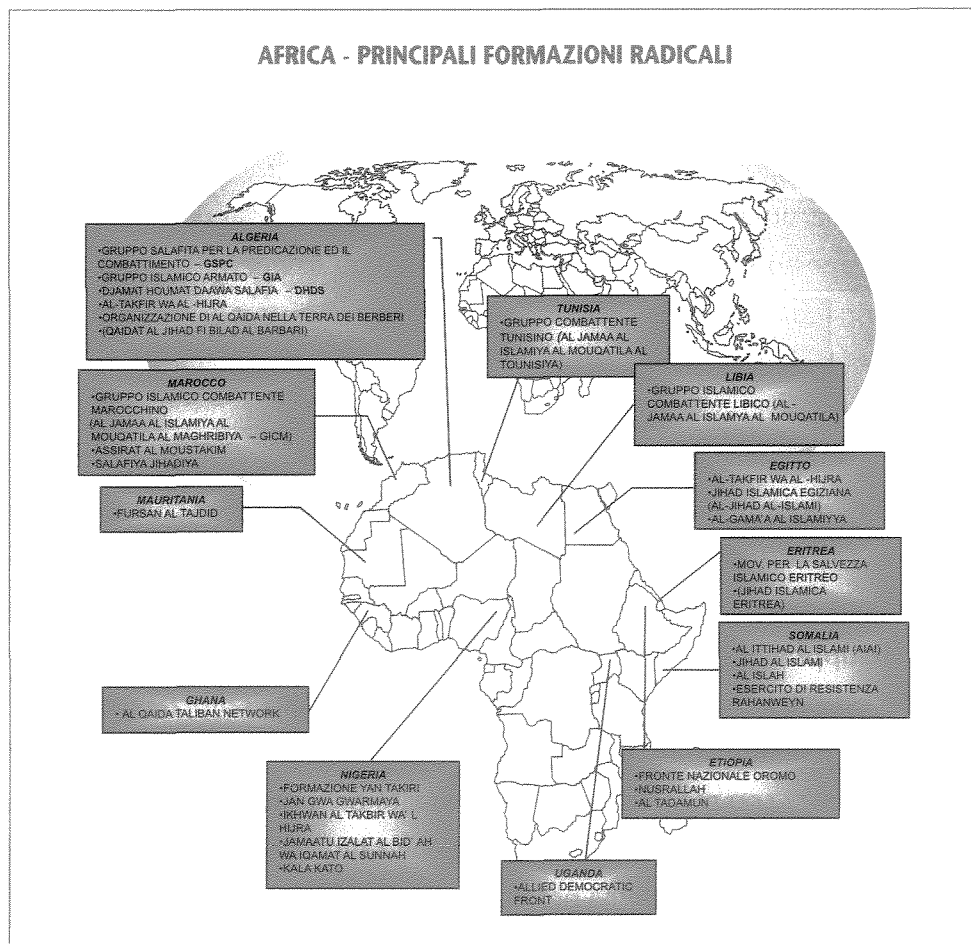 AFRICA - PRINCIPALI FORMAZIONI RADICALI
ALGERIA
•GRUPPO SALAFITA PER LA PREDICAZIONE ED IL
COMBATTIMENTO – GSPC
•GRUPPO ISLAMICO ARMATO – GIA
•DJAMAT HOUMAT DAAWA SALAFIA – DHDS
•AL-TAKFIR WA AL -HIJRA
•ORGANIZZAZIONE DI AL QAIDA NELLA TERRA DEI BERBERI
•(QAIDAT AL JIHAD FI BILAD AL BARBARI)
TUNISIA
•GRUPPO COMBATTENTE
TUNISINO (AL JAMAA AL
ISLAMIYA AL MOUQATILA AL
TOUNISIYA)
MAROCCO
•GRUPPO ISLAMICO COMBATTENTE
MAROCCHINO
(AL JAMAA AL ISLAMIYA AL
MOUQATILA AL MAGHRIBIYA – GICM)
•ASSIRAT AL MOUSTAKIM
•SALAFIYA JIHADIYA
LIBIA
•GRUPPO ISLAMICO
COMBATTENTE LIBICO (AL-
JAMAA AL ISLAMYA AL MOUQATILA)
EGITTO
•AL-TAKFIR WA AL -HIJRA
•JIHAD ISLAMICA EGIZIANA
(AL-JIHAD AL-ISLAMI)
•AL-GAMA'A AL ISLAMIYYA
MAURITANIA
•FURSAN AL TAJDID
ERITREA
•MOV. PER LA SALVEZZA
ISLAMICO ERITREO
•(JIHAD ISLAMICA
ERITREA)
SOMALIA
•AL ITTIHAD AL ISLAMI (AIAI)
•JIHAD AL ISLAMI
•AL ISLAH
•ESERCITO DI RESISTENZA
RAHANWEYN
GHANA
• AL QAIDA TALIBAN NETWORK
NIGERIA
•FORMAZIONE YAN TAKIRI
•JAN GWA GWARMAYA
•IKHWAN AL TAKBIR WA' L
HIJRA
•JAMAATU IZALAT AL BID' AH
WA IQAMAT AL SUNNAH
•KALA KATO
ETIOPIA
•FRONTE NAZIONALE OROMO
•NUSRALLAH
•AL TADAMUN
UGANDA
•ALLIED DEMOCRATIC
FRONT